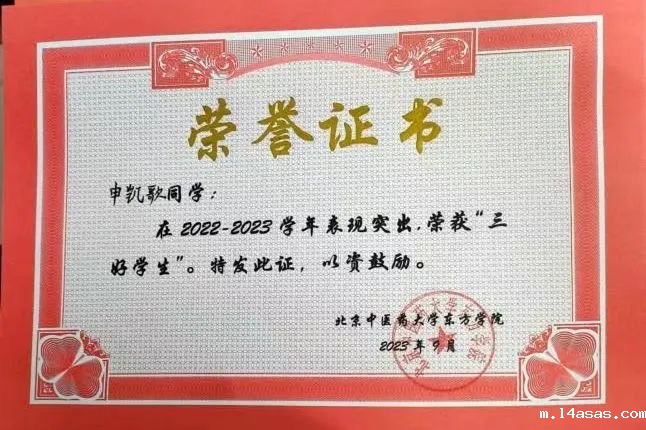 荣誉证书
申凯歌同学：
在2022-2023学年表现突出,荣获“三
好学生”。特发此证，以资鼓励。
北京中医药大学东方学院
2023年9月
m.14asas.com